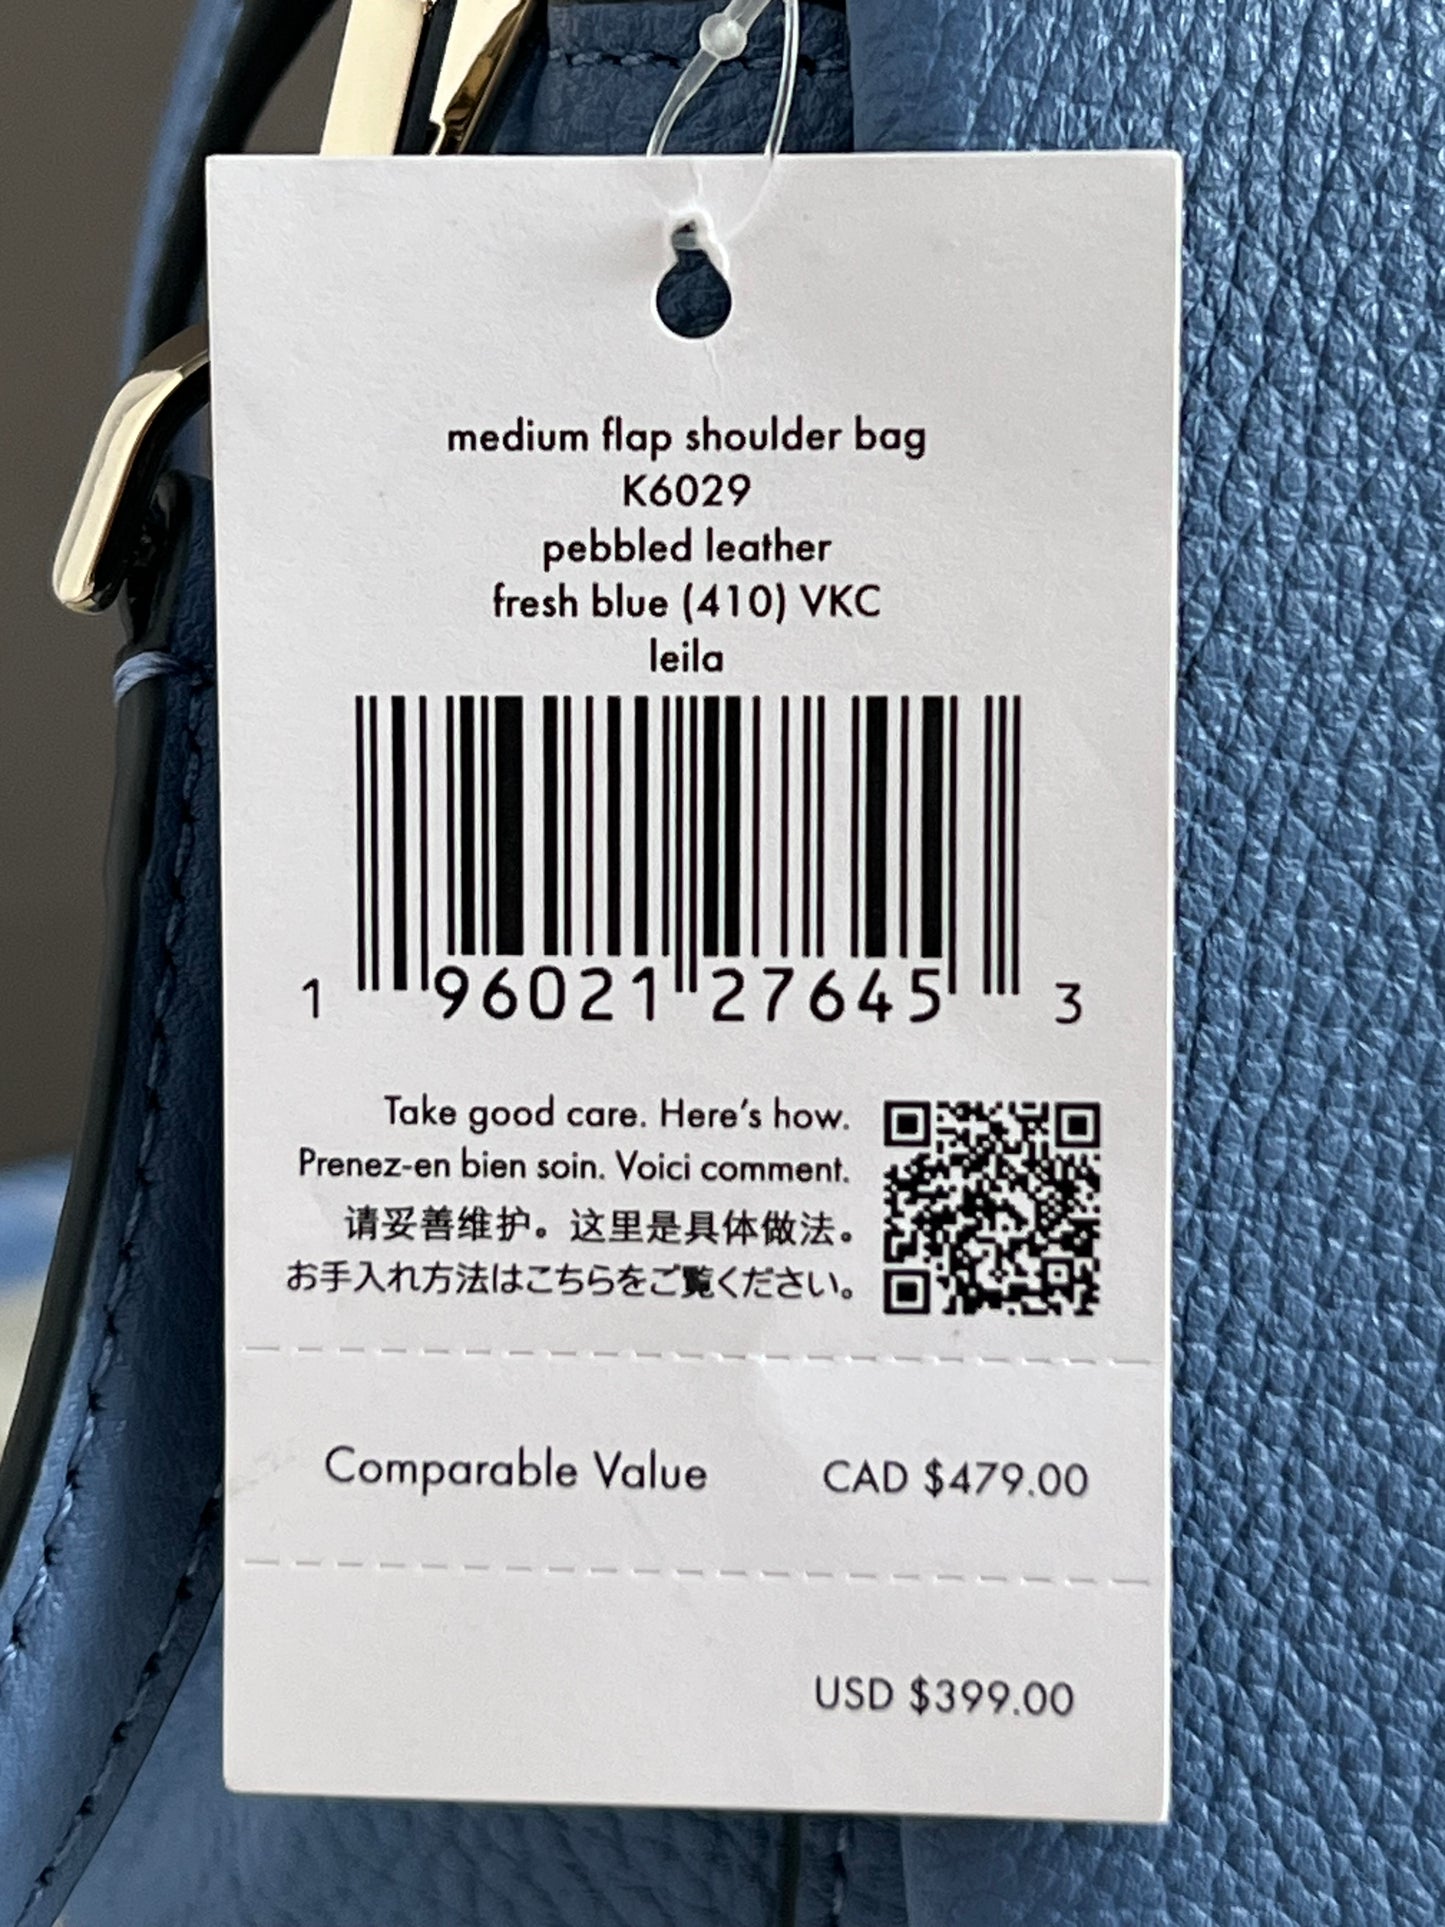 medium flap shoulder bag
K6029
pebbled leather
fresh blue (410) VKC
leila
1 96021 27645 3
Take good care. Here's how.
Prenez-en bien soin. Voici comment.
请妥善维护。这里是具体做法。
お手入れ方法はこちらをご覧ください。
Comparable Value CAD $479.00
USD $399.00